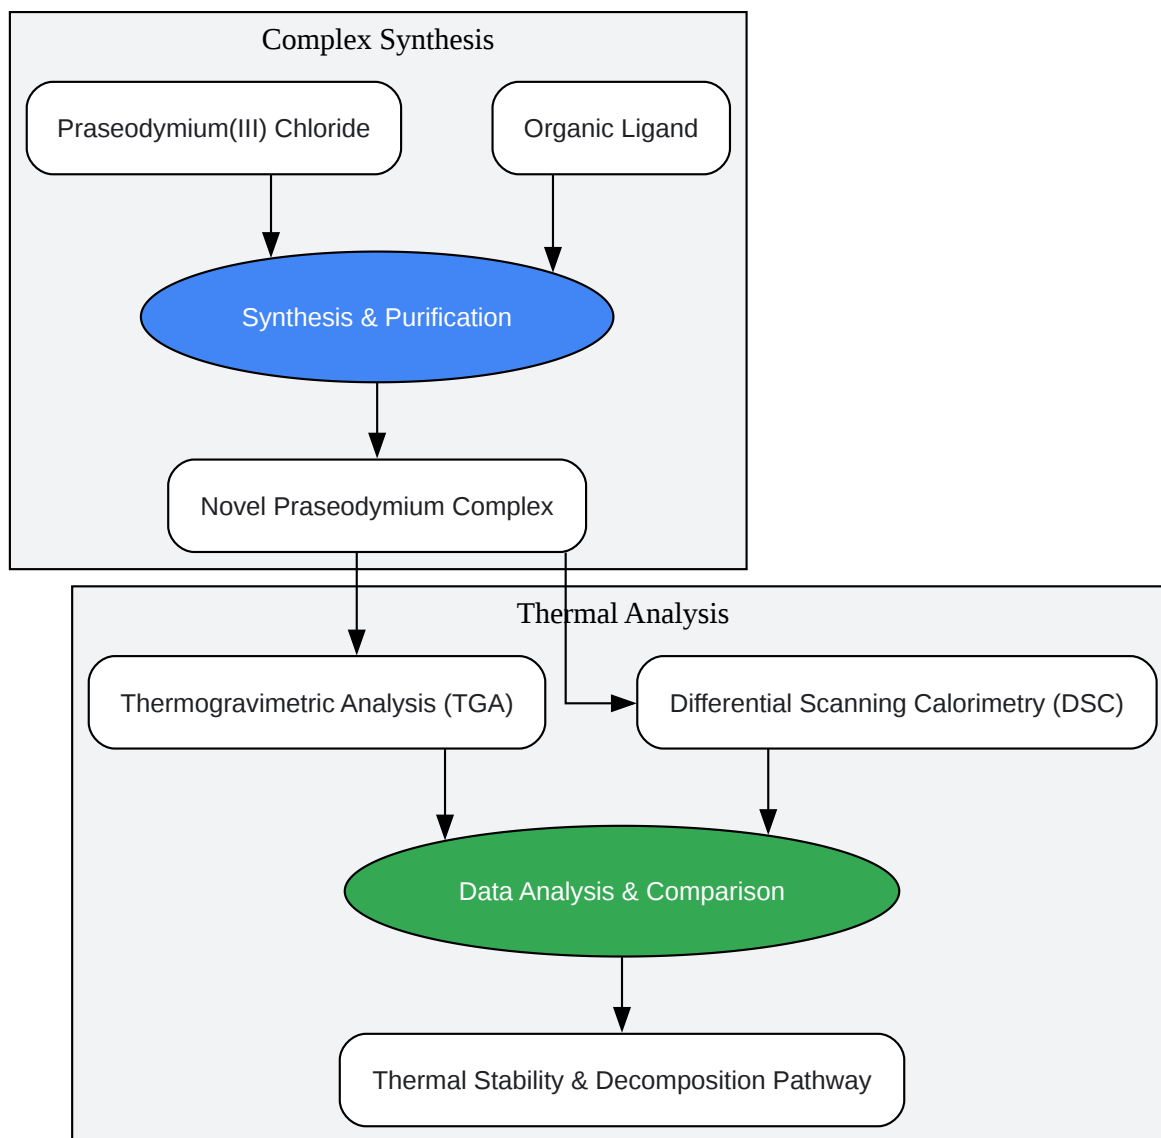 Complex Synthesis
Praseodymium(III) Chloride
Organic Ligand
Synthesis & Purification
Novel Praseodymium Complex
Thermal Analysis
Thermogravimetric Analysis (TGA)
Differential Scanning Calorimetry (DSC)
Data Analysis & Comparison
Thermal Stability & Decomposition Pathway